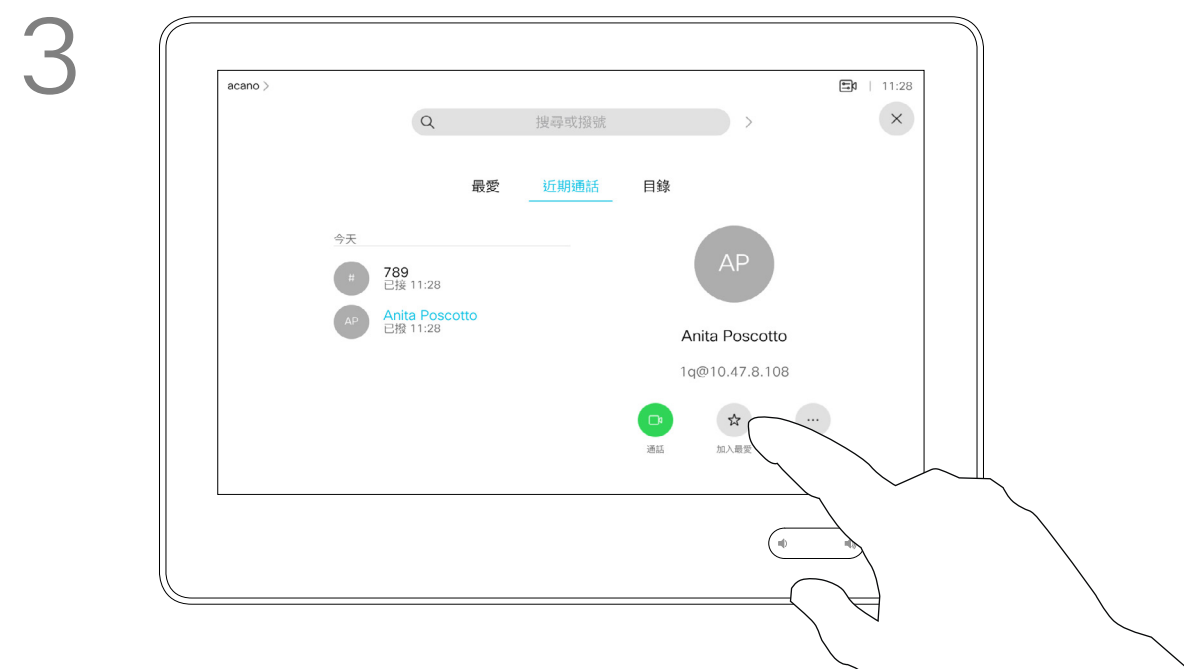 3
acano
11:28
搜尋或撥號
最愛 近期通話 目錄
今天
#
789
已接 11:28
AP
Anita Poscotto
已撥 11:28
AP
Anita Poscotto
1q@10.47.8.108
通話 加入最愛